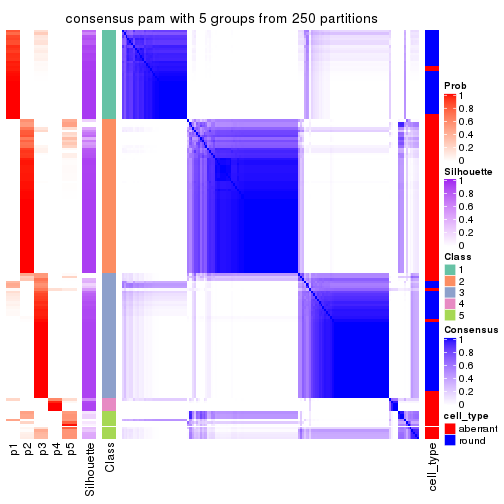 consensus pam with 5 groups from 250 partitions
Prob
1
0.8
0.6
0.4
0.2
0
Silhouette
1
0.8
0.6
0.4
0.2
0
Class
1
2
3
4
5
Consensus
1
0.8
0.6
0.4
0.2
0
cell_type
aberrant
round
p1
p2
p3
p4
p5
Silhouette
Class
cell_type